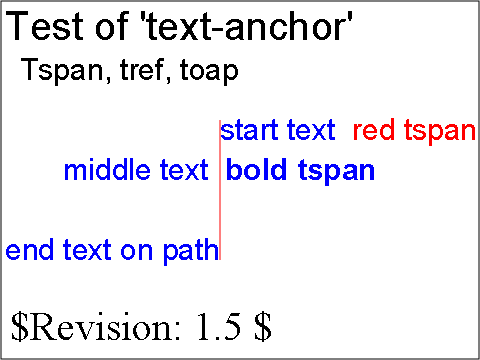 Test of 'text-anchor'
Tspan, tref, toap
start text red tspan
middle text bold tspan
end text on path
$Revision: 1.5 $